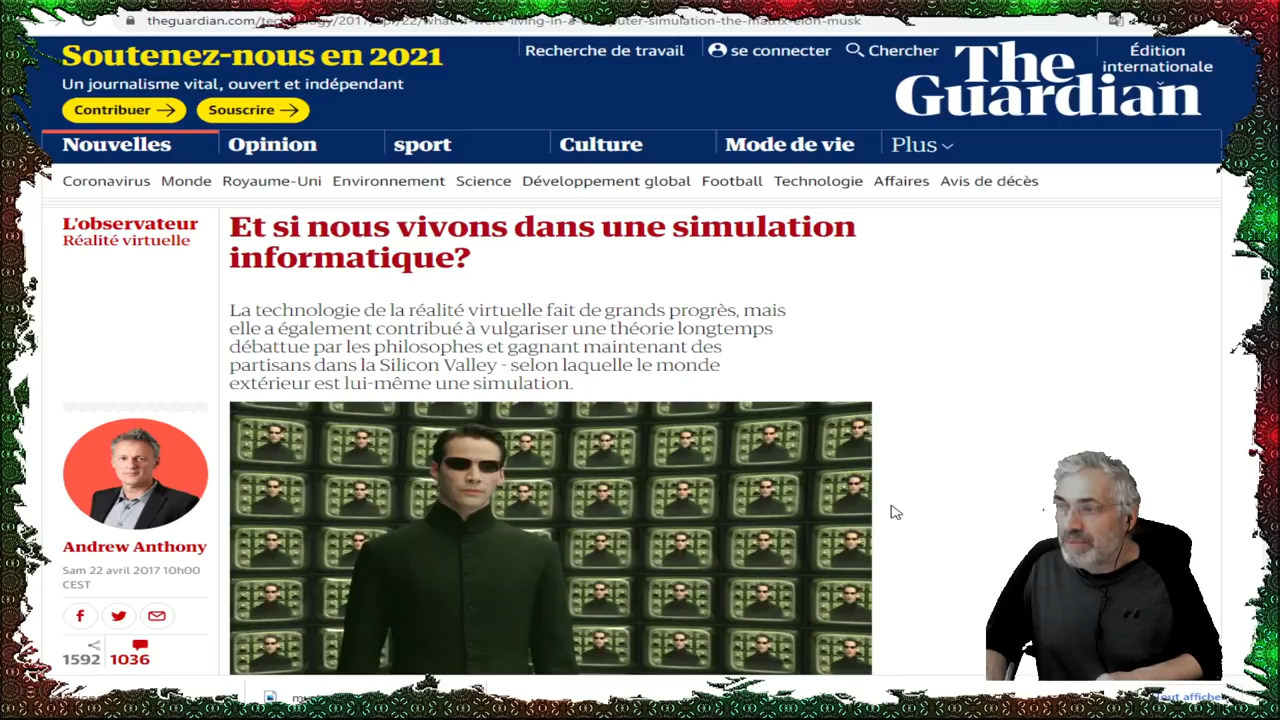 theguardian.com/
Soutenez-nous en 2021
Un journalisme vital, ouvert et indépendant
Contribuer
Souscrire
Recherche de travail
se connecter
Chercher
The
Guardian
Édition
internationale
Nouvelles
Opinion
sport
Culture
Mode de vie
Plus
Coronavirus Monde Royaume-Uni Environnement Science Développement global Football Technologie Affaires Avis de décès
L'observateur
Réalité virtuelle
Et si nous vivons dans une simulation
informatique?
La technologie de la réalité virtuelle fait de grands progrès, mais
elle a également contribué à vulgariser une théorie longtemps
débattue par les philosophes et gagnant maintenant des
partisans dans la Silicon Valley - selon laquelle le monde
extérieur est lui-même une simulation.
Andrew Anthony
Sam 22 avril 2017 10h00
CEST
1592
1036